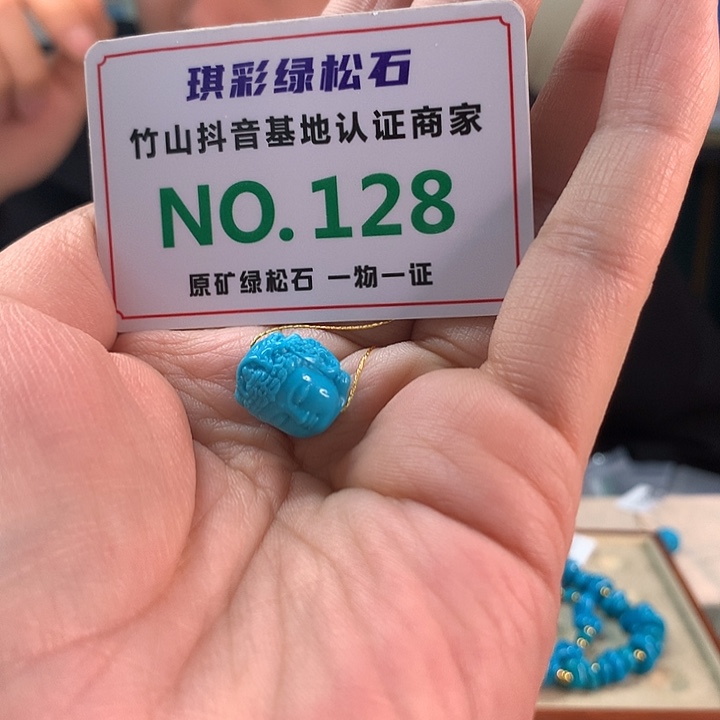 琪彩绿松石
竹山抖音基地认证商家
NO.128
原矿绿松石 一物一证